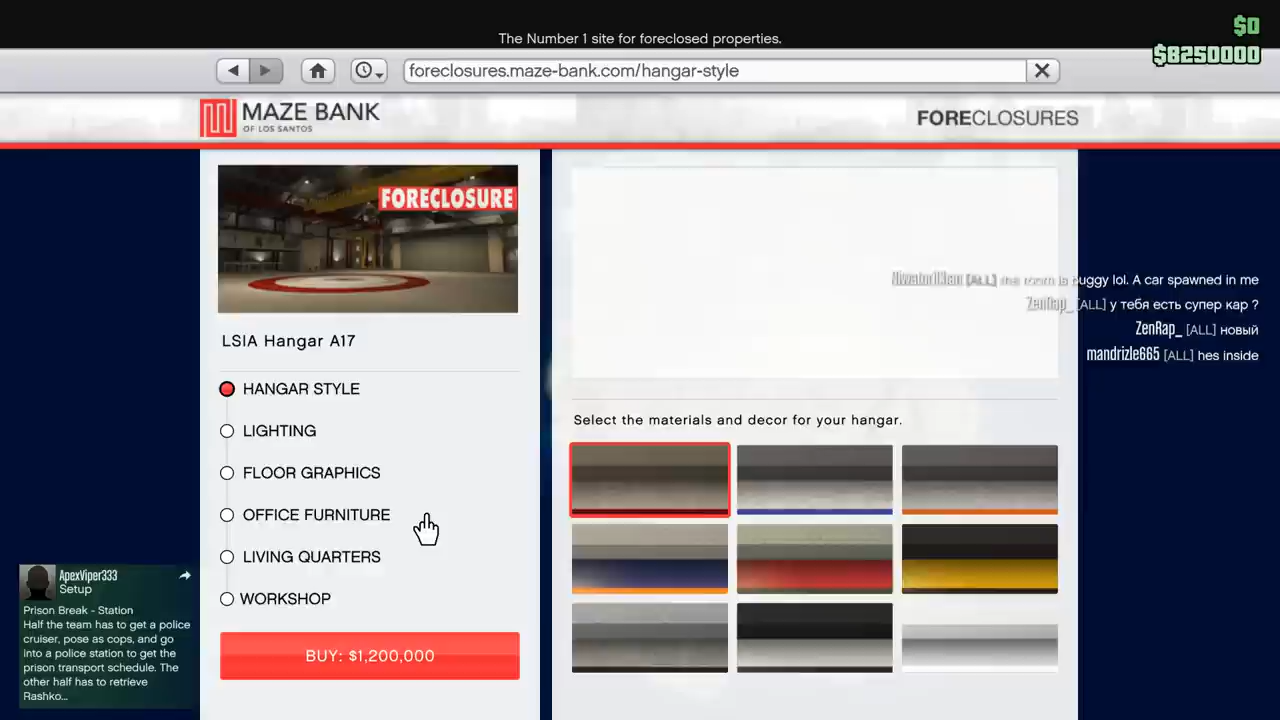 The Number 1 site for foreclosed properties.
$0
$8250000
foreclosures.maze-bank.com/hangar-style
MAZE BANK
OF LOS SANTOS
FORECLOSURES
FORECLOSURE
LSIA Hangar A17
HANGAR STYLE
LIGHTING
FLOOR GRAPHICS
OFFICE FURNITURE
LIVING QUARTERS
WORKSHOP
BUY: $1,200,000
Select the materials and decor for your hangar.
[ALL] the room is buggy lol. A car spawned in me
ZenRap_ [ALL] у тебя есть супер кар ?
ZenRap_ [ALL] новый
mandrizle665 [ALL] hes inside
ApexViper333
Setup
Prison Break - Station
Half the team has to get a police
cruiser, pose as cops, and go
into a police station to get the
prison transport schedule. The
other half has to retrieve
Rashko...